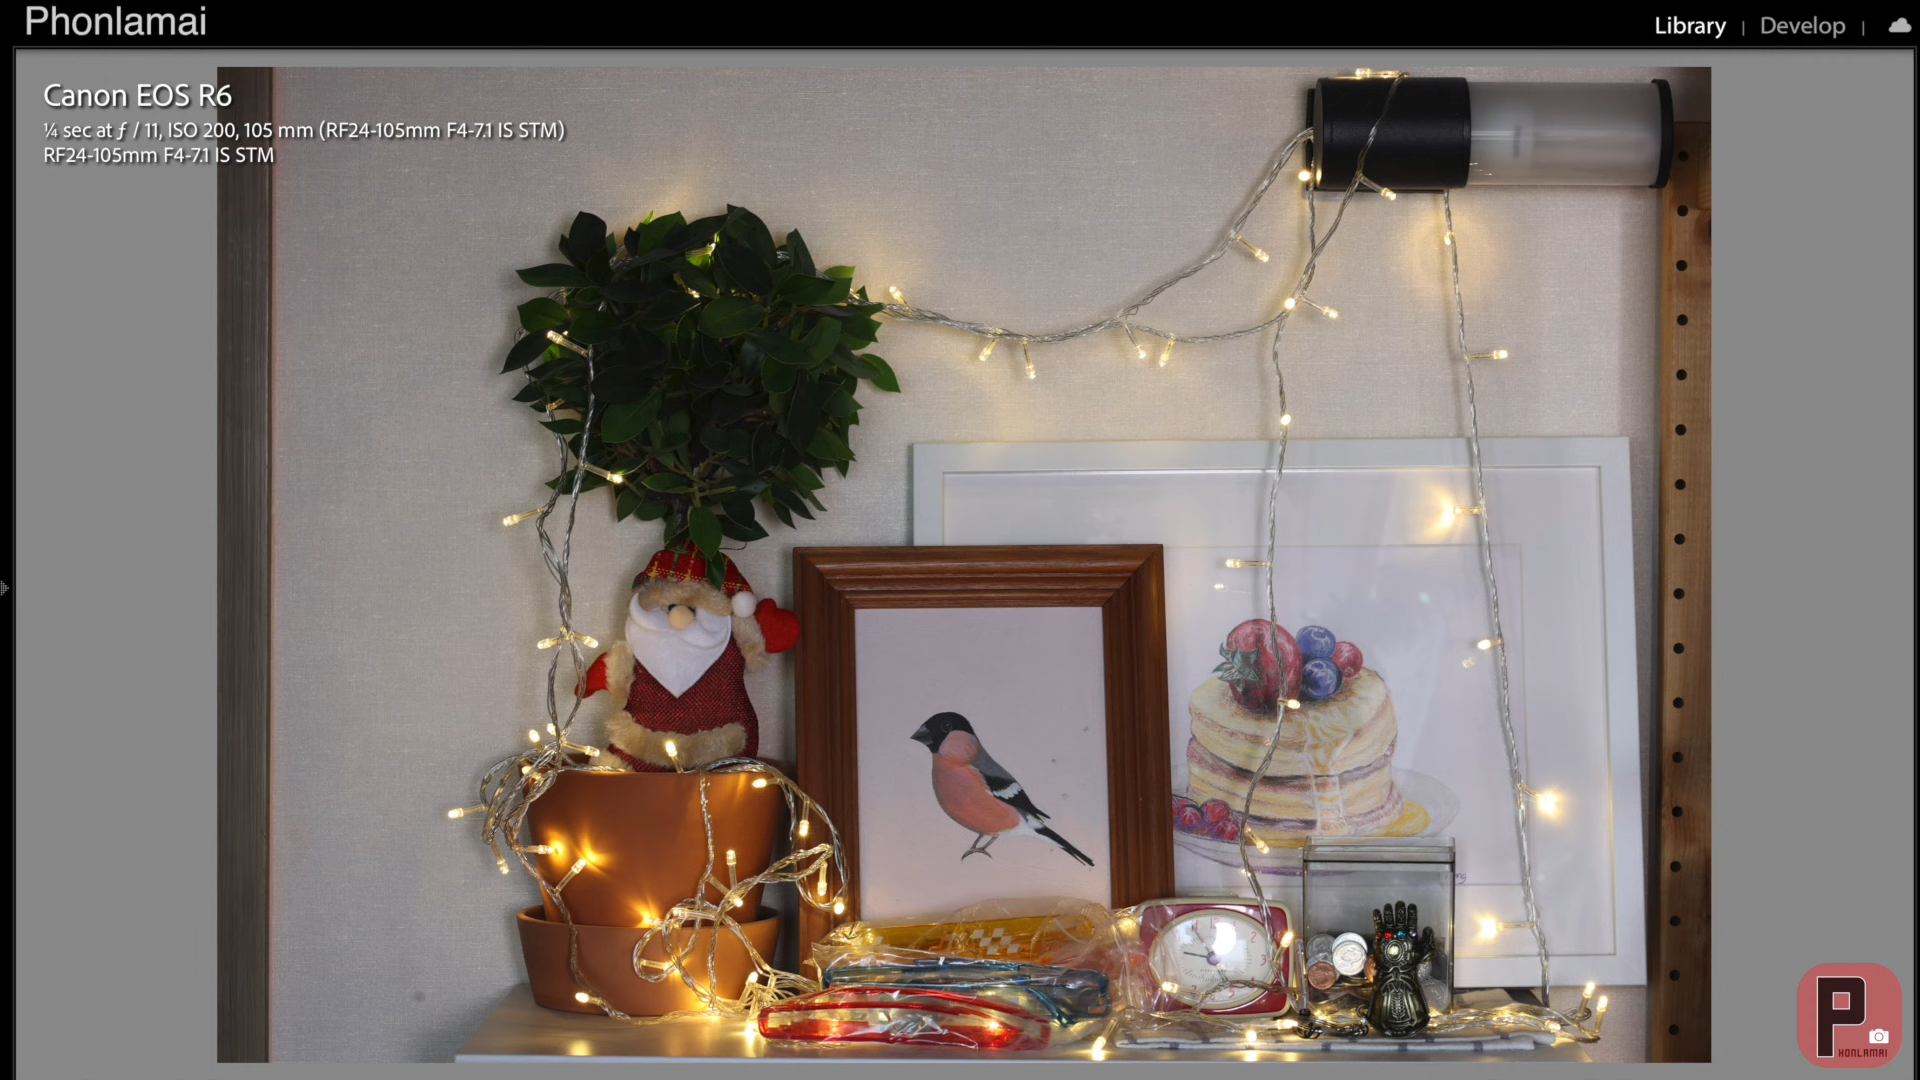 Phonlamai
Library | Develop |
Canon EOS R6
¼ sec at ƒ / 11, ISO 200, 105 mm (RF24-105mm F4-7.1 IS STM)
RF24-105mm F4-7.1 IS STM
P
HONLAMAI